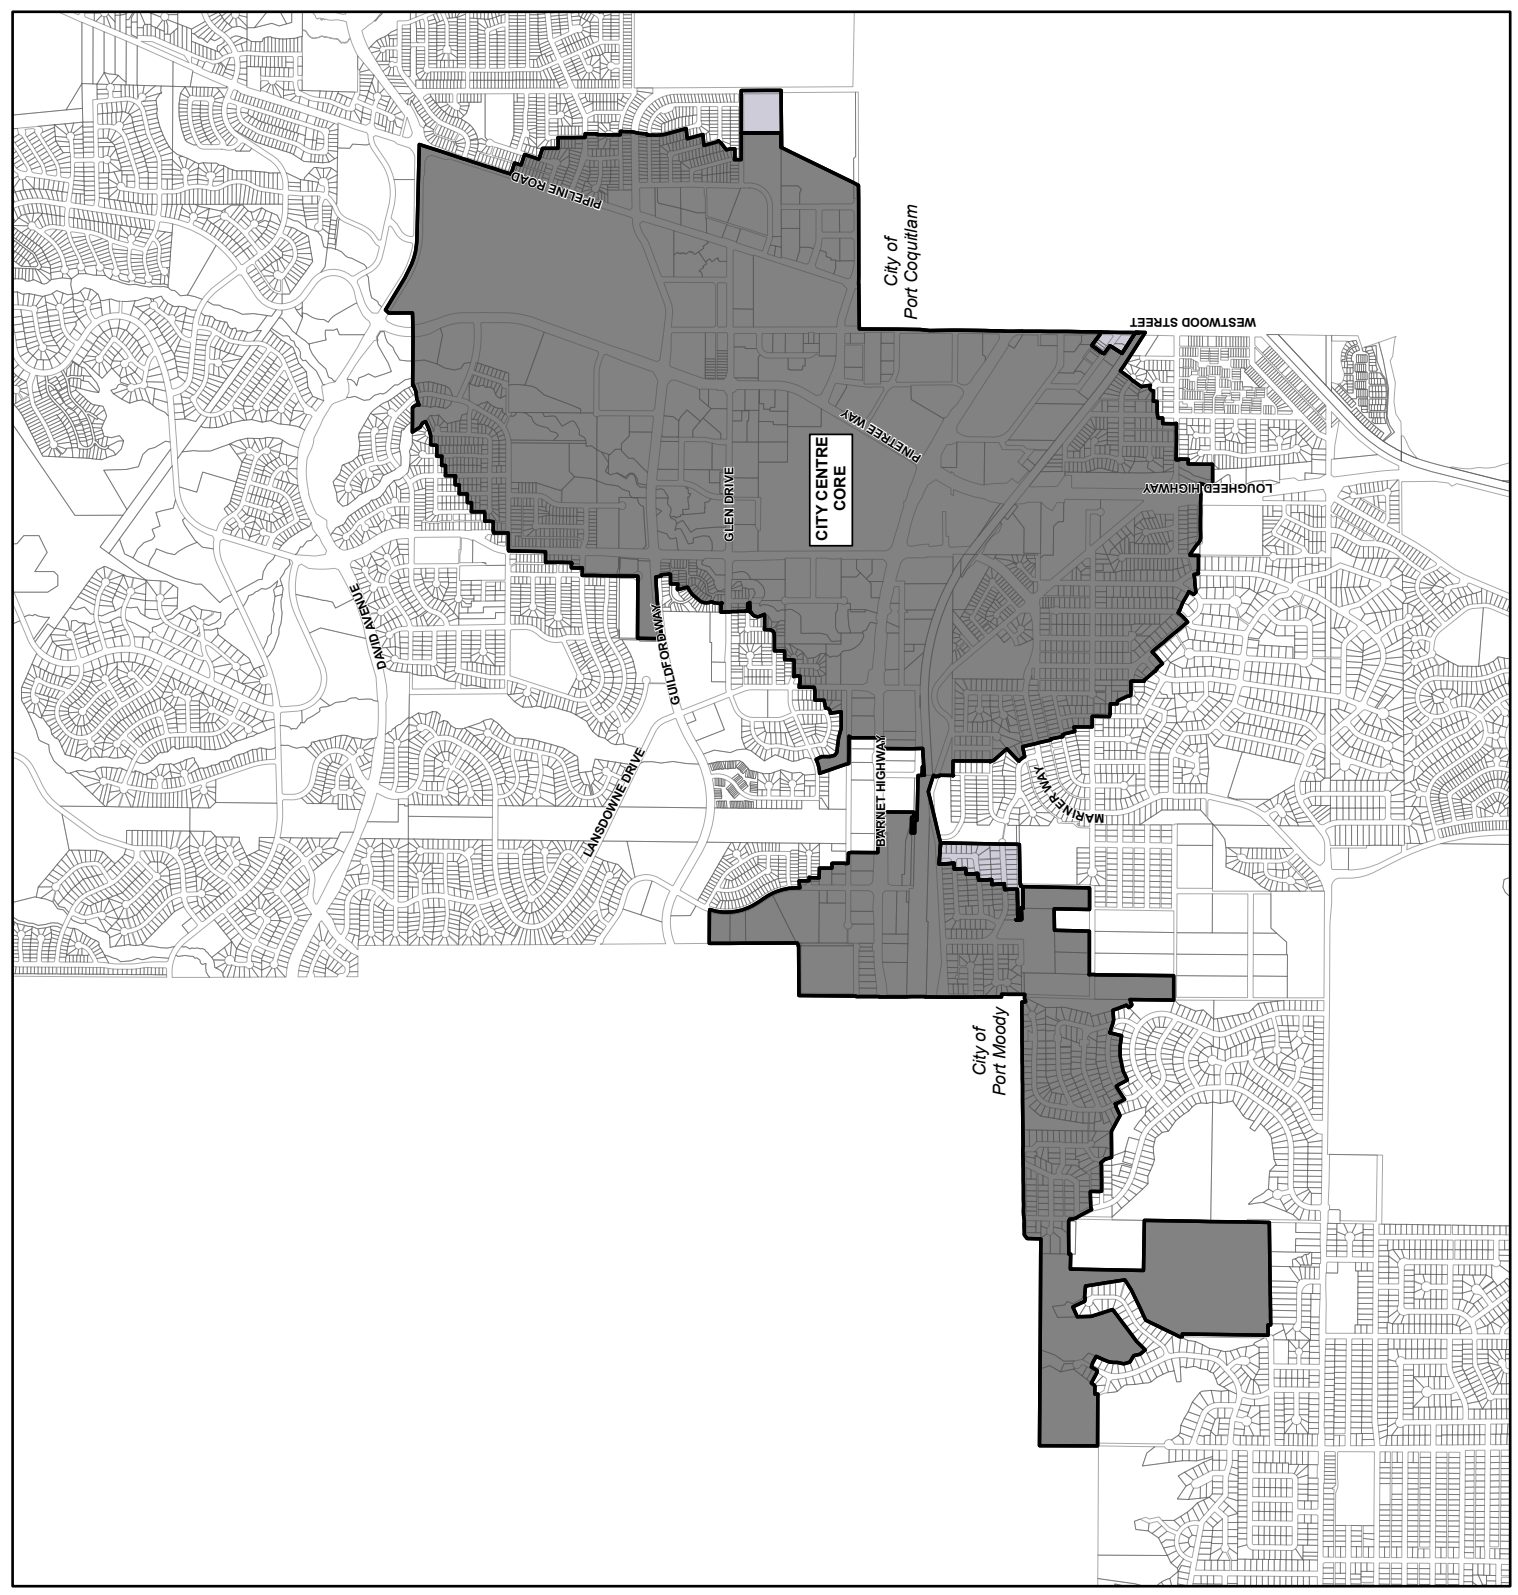 PIPELINE ROAD
City of
Port Coquitlam
WESTWOOD STREET
PINETREE WAY
CITY CENTRE
CORE
GLEN DRIVE
LOUGHEED HIGHWAY
DAVID AVENUE
GUILDFORD WAY
LANSDOWNE DRIVE
BARNET HIGHWAY
MARINER WAY
City of
Port Moody